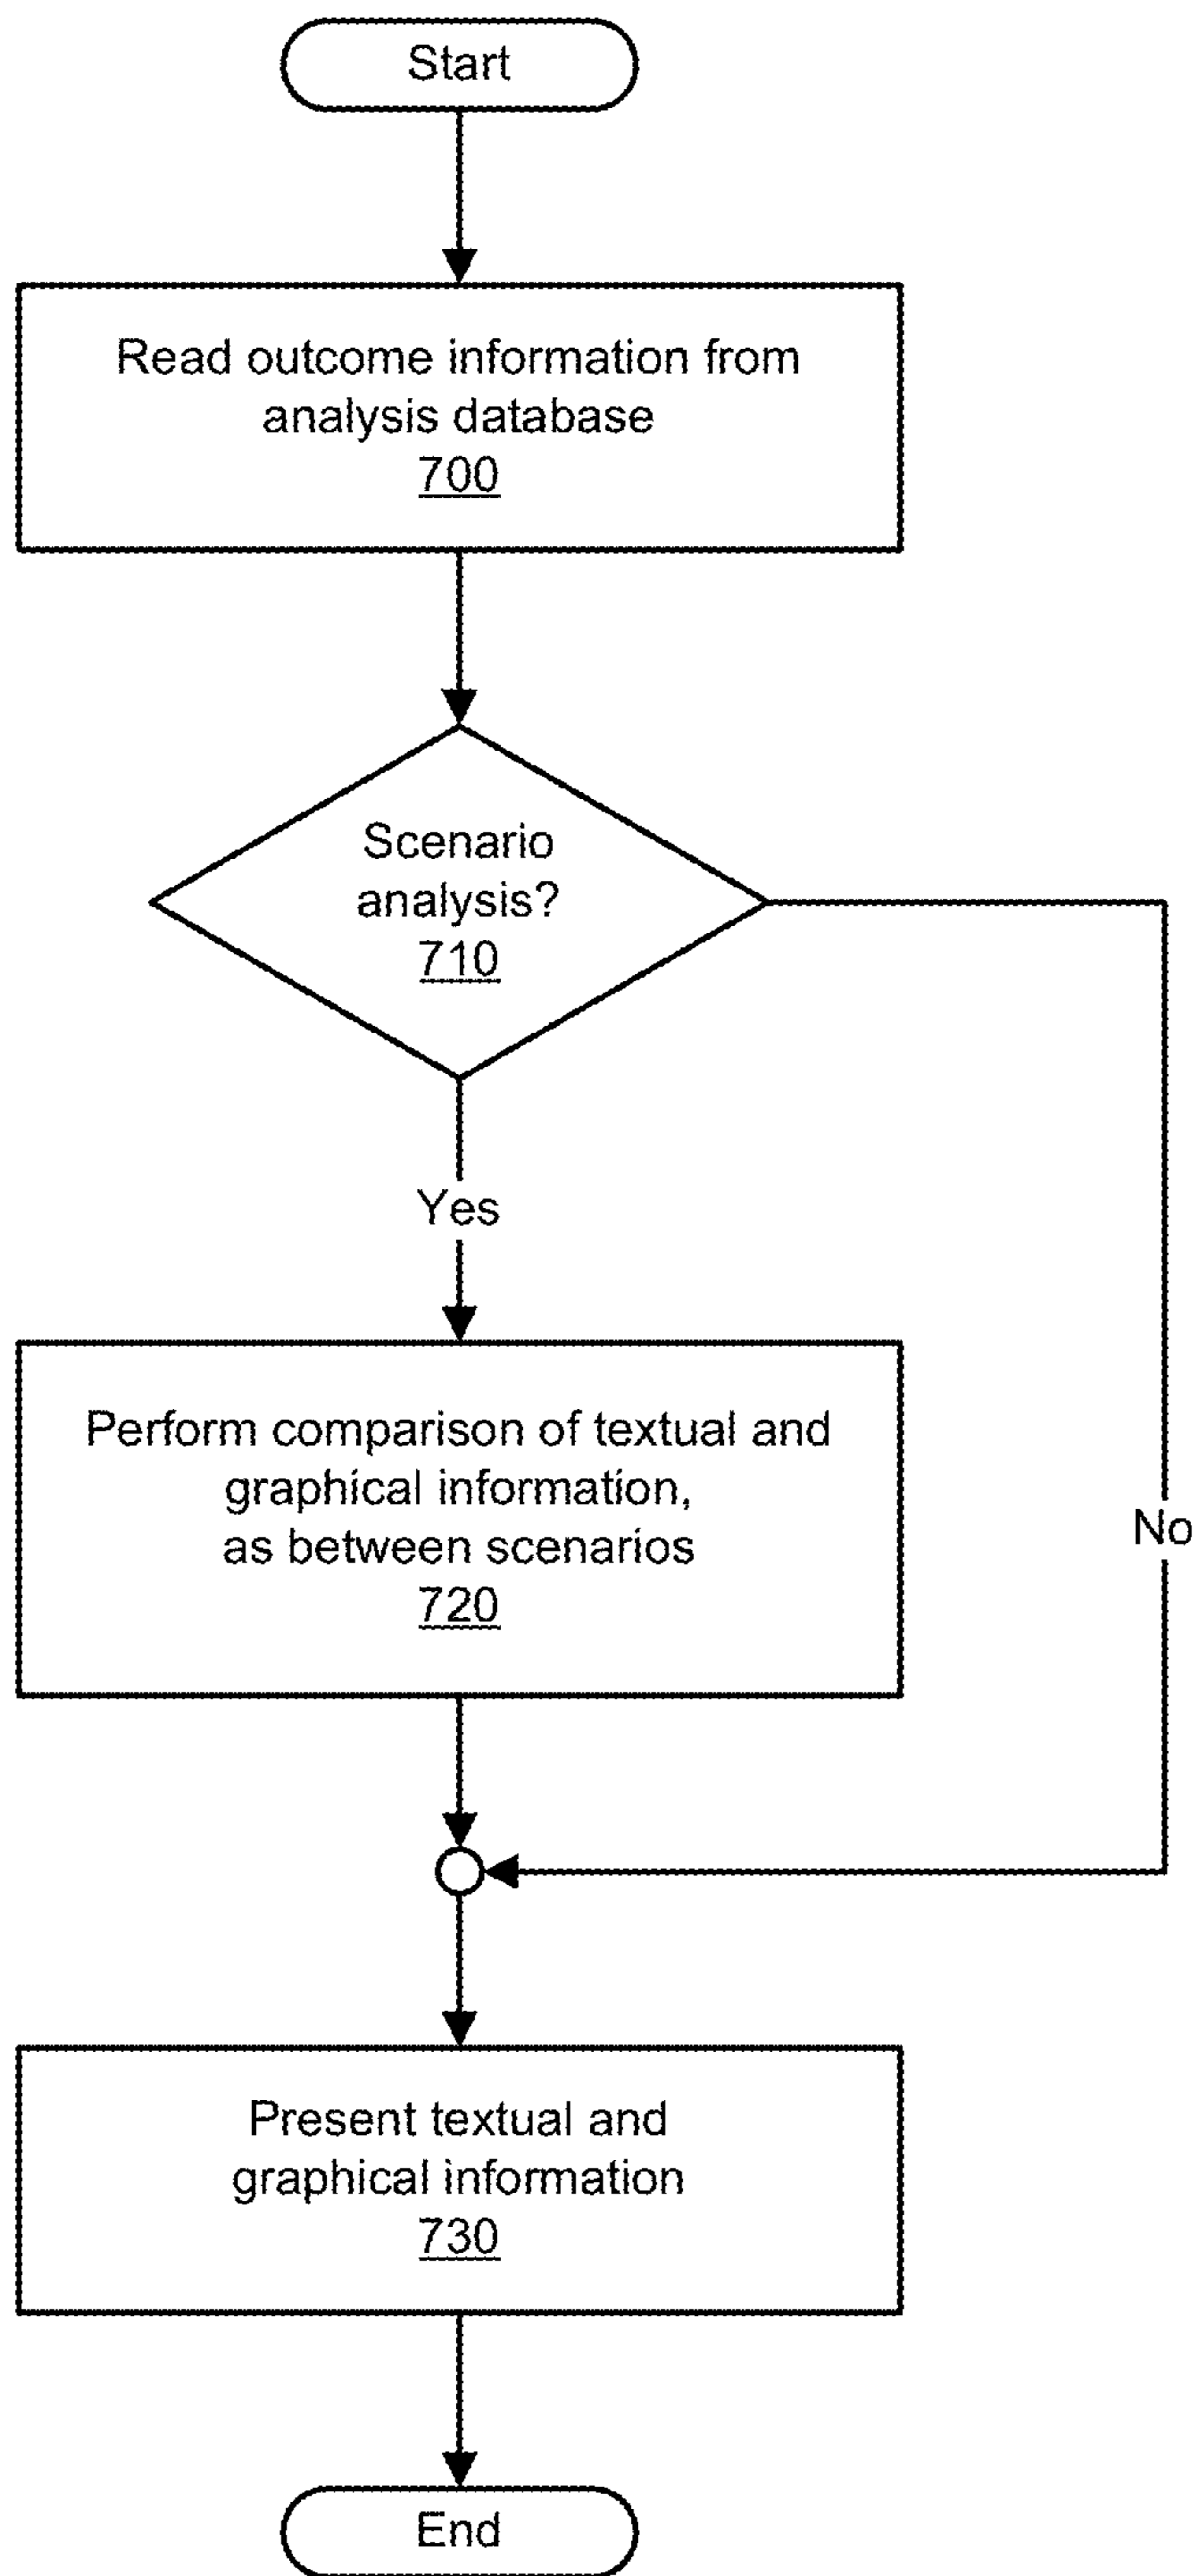 Start
Read outcome information from
analysis database
700
Scenario
analysis?
710
Yes
Perform comparison of textual and
graphical information,
as between scenarios
720
No
Present textual and
graphical information
730
End